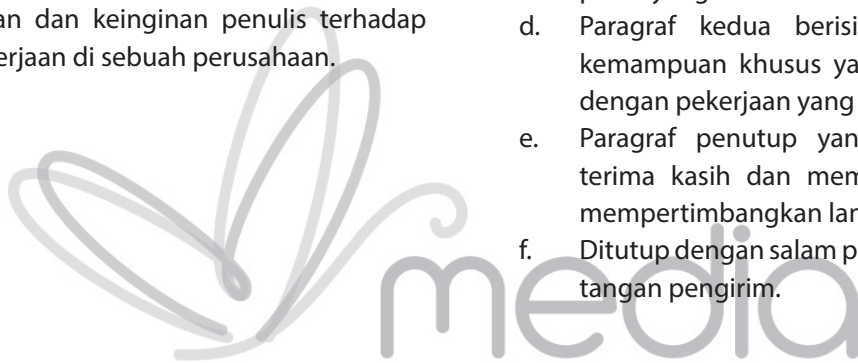 an dan keinginan penulis terhadap
erjaan di sebuah perusahaan.
d. Paragraf kedua berisi
kemampuan khusus ya
dengan pekerjaan yang
e. Paragraf penutup yan
terima kasih dan mem
mempertimbangkan lar
f. Ditutup dengan salam p
tangan pengirim.
media